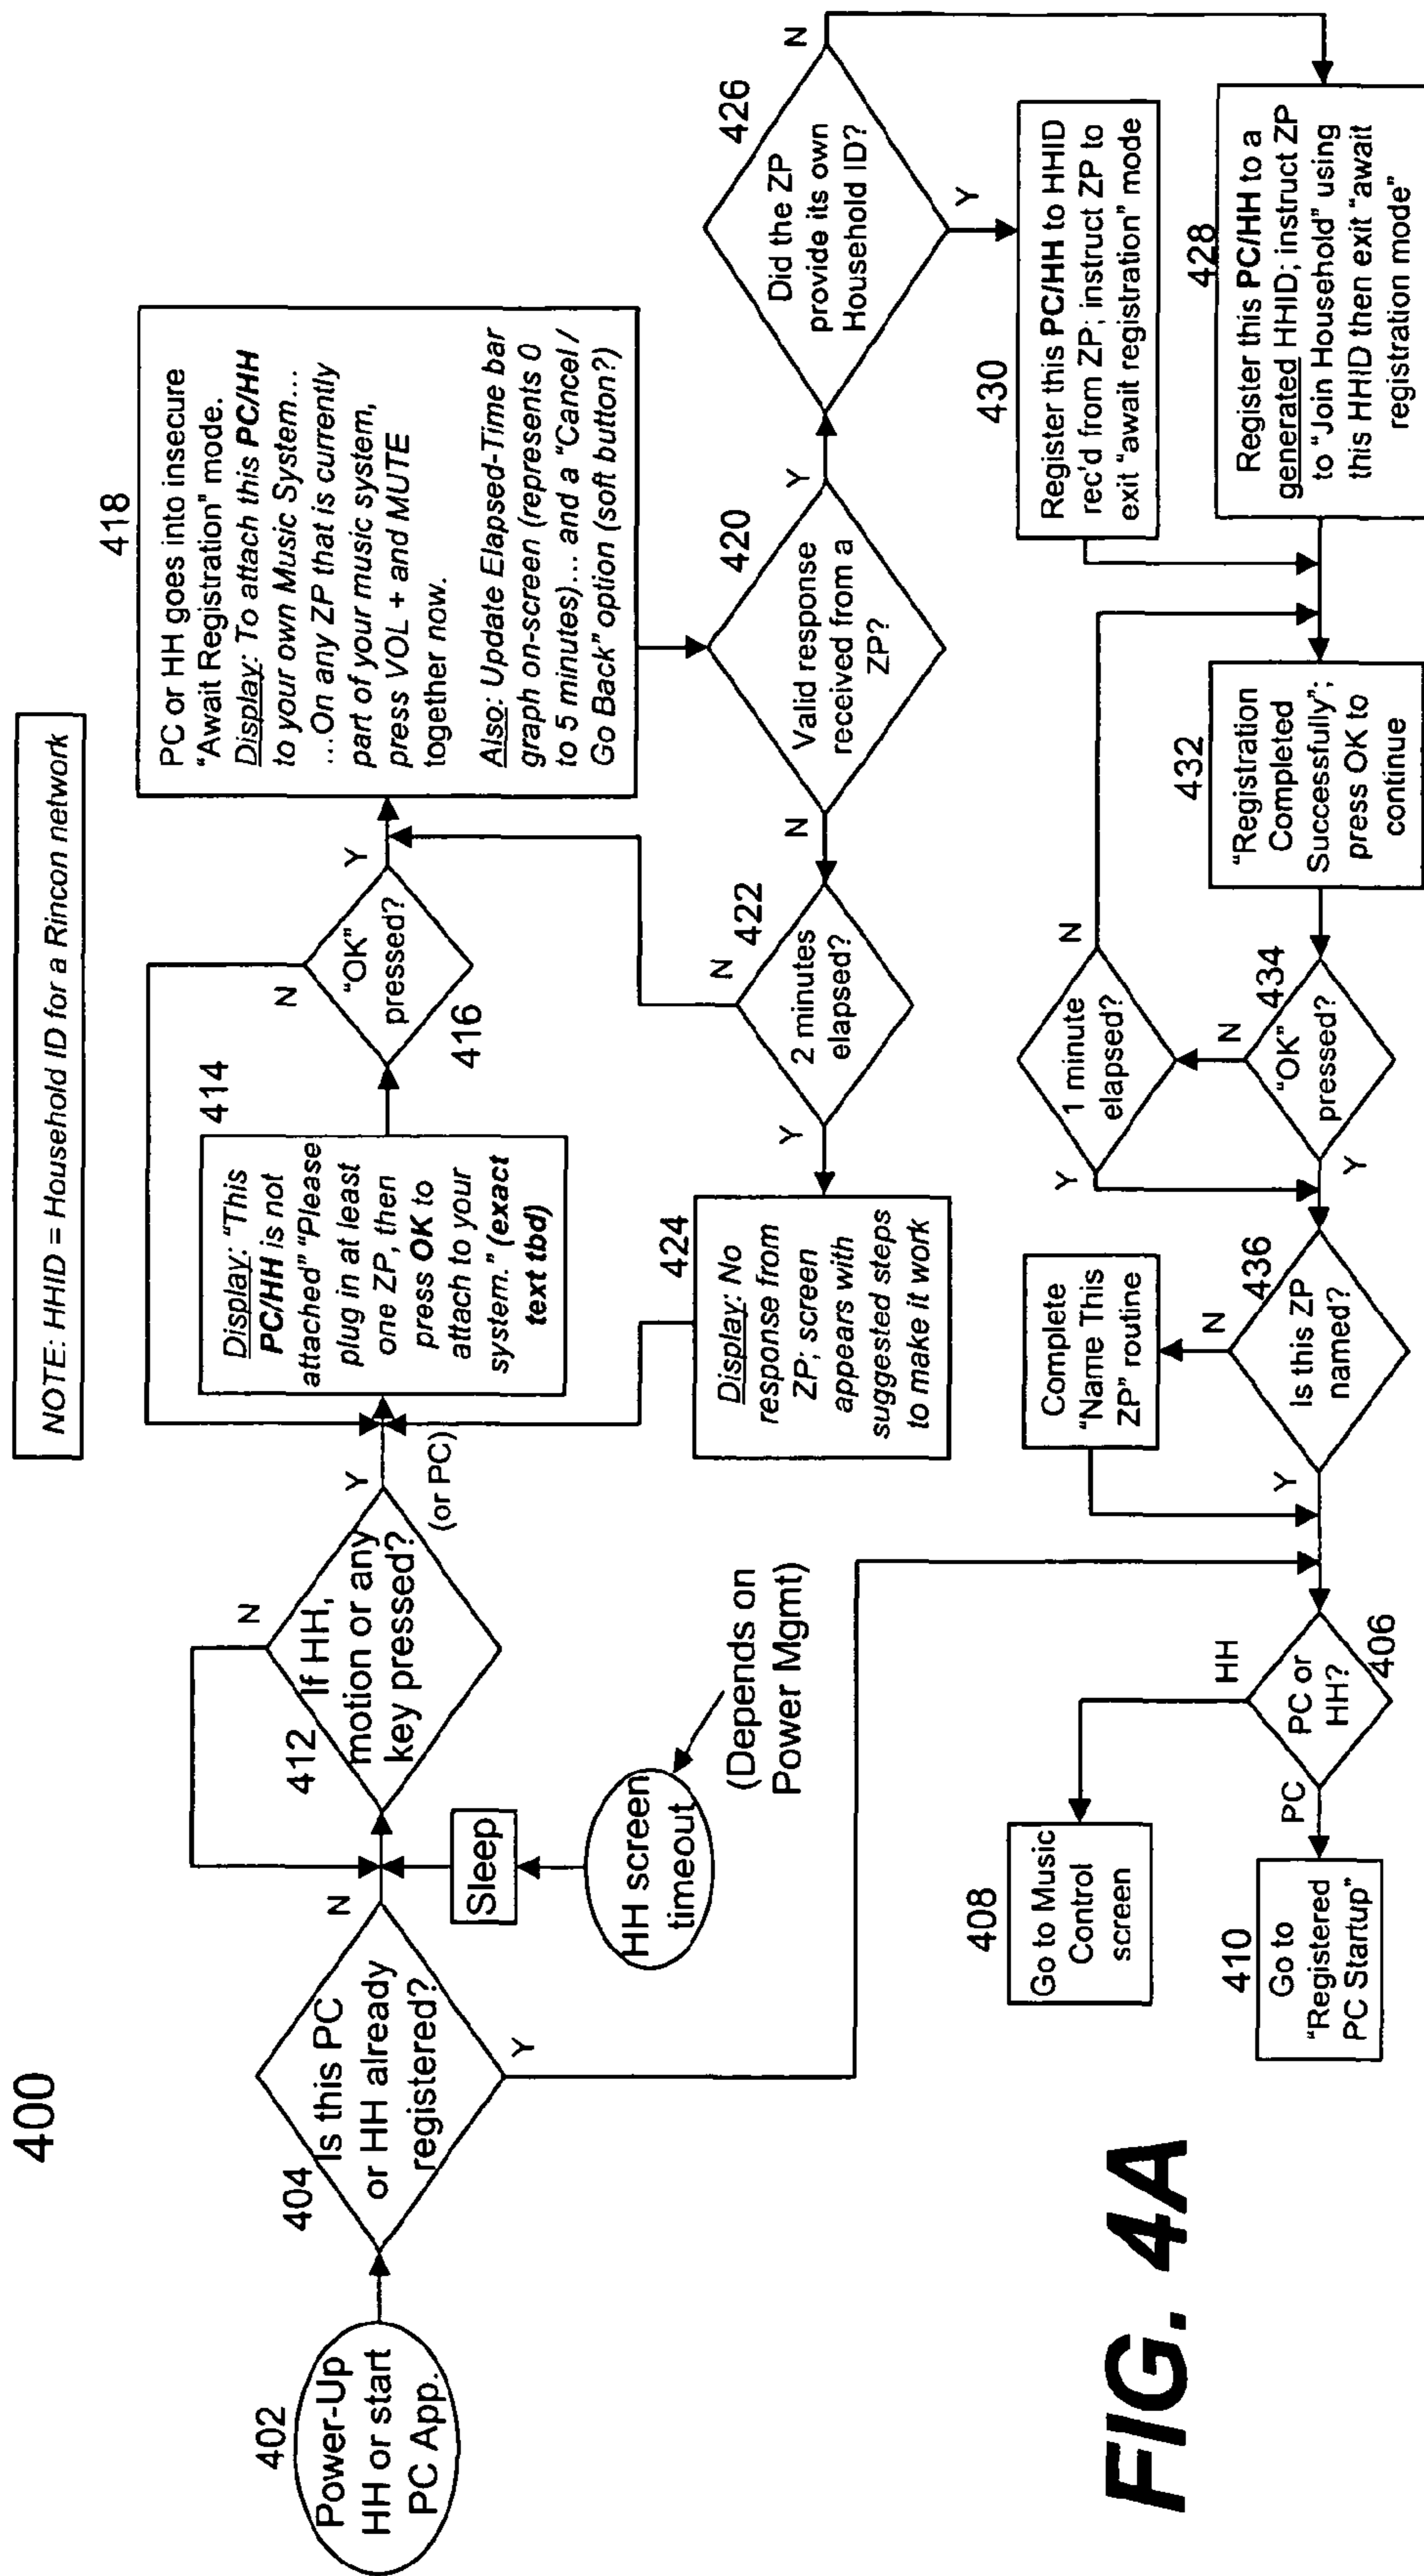 400
NOTE: HHID = Household ID for a Rincon network
402
Power-Up
HH or start
PC App.
404
Is this PC
or HH already
registered?
N
Y
Sleep
HH screen
timeout
(Depends on
Power Mgmt)
412
If HH,
motion or any
key pressed?
N
Y
(or PC)
414
Display: "This
PC/HH is not
attached" "Please
plug in at least
one ZP, then
press OK to
attach to your
system." (exact
text tbd)
416
"OK"
pressed?
N
Y
418
PC or HH goes into insecure
"Await Registration" mode.
Display: To attach this PC/HH
to your own Music System...
...On any ZP that is currently
part of your music system,
press VOL + and MUTE
together now.
Also: Update Elapsed-Time bar
graph on-screen (represents 0
to 5 minutes)... and a "Cancel /
Go Back" option (soft button?)
420
Valid response
received from a
ZP?
N
Y
422
2 minutes
elapsed?
N
Y
424
Display: No
response from
ZP; screen
appears with
suggested steps
to make it work
426
Did the ZP
provide its own
Household ID?
N
Y
430
Register this PC/HH to HHID
rec'd from ZP; instruct ZP to
exit "await registration" mode
428
Register this PC/HH to a
generated HHID; instruct ZP
to "Join Household" using
this HHID then exit "await
registration mode"
432
"Registration
Completed
Successfully";
press OK to
continue
434
"OK"
pressed?
N
Y
1 minute
elapsed?
N
Y
436
Is this ZP
named?
N
Y
Complete
"Name This
ZP" routine
406
PC or
HH?
HH
PC
408
Go to Music
Control
screen
410
Go to
"Registered
PC Startup"
FIG. 4A